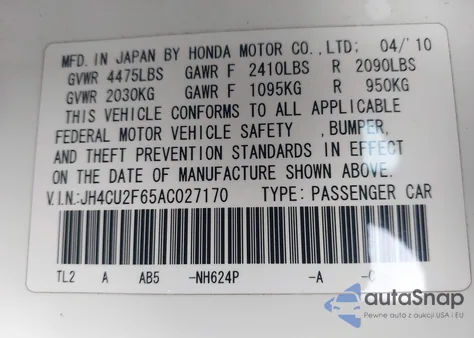 MFD. IN JAPAN BY HONDA MOTOR CO., LTD; 04/'10
GVWR 4475LBS GAWR F 2410LBS R 2090LBS
GVWR 2030KG GAWR F 1095KG R 950KG
THIS VEHICLE CONFORMS TO ALL APPLICABLE
FEDERAL MOTOR VEHICLE SAFETY , BUMPER,
AND THEFT PREVENTION STANDARDS IN EFFECT
ON THE DATE OF MANUFACTURE SHOWN ABOVE.
V.I.N.:JH4CU2F65AC027170 TYPE: PASSENGER CAR
TL2 A AB5 -NH624P -A -0
autoSnap
Pewne auta z aukcji USA i EU